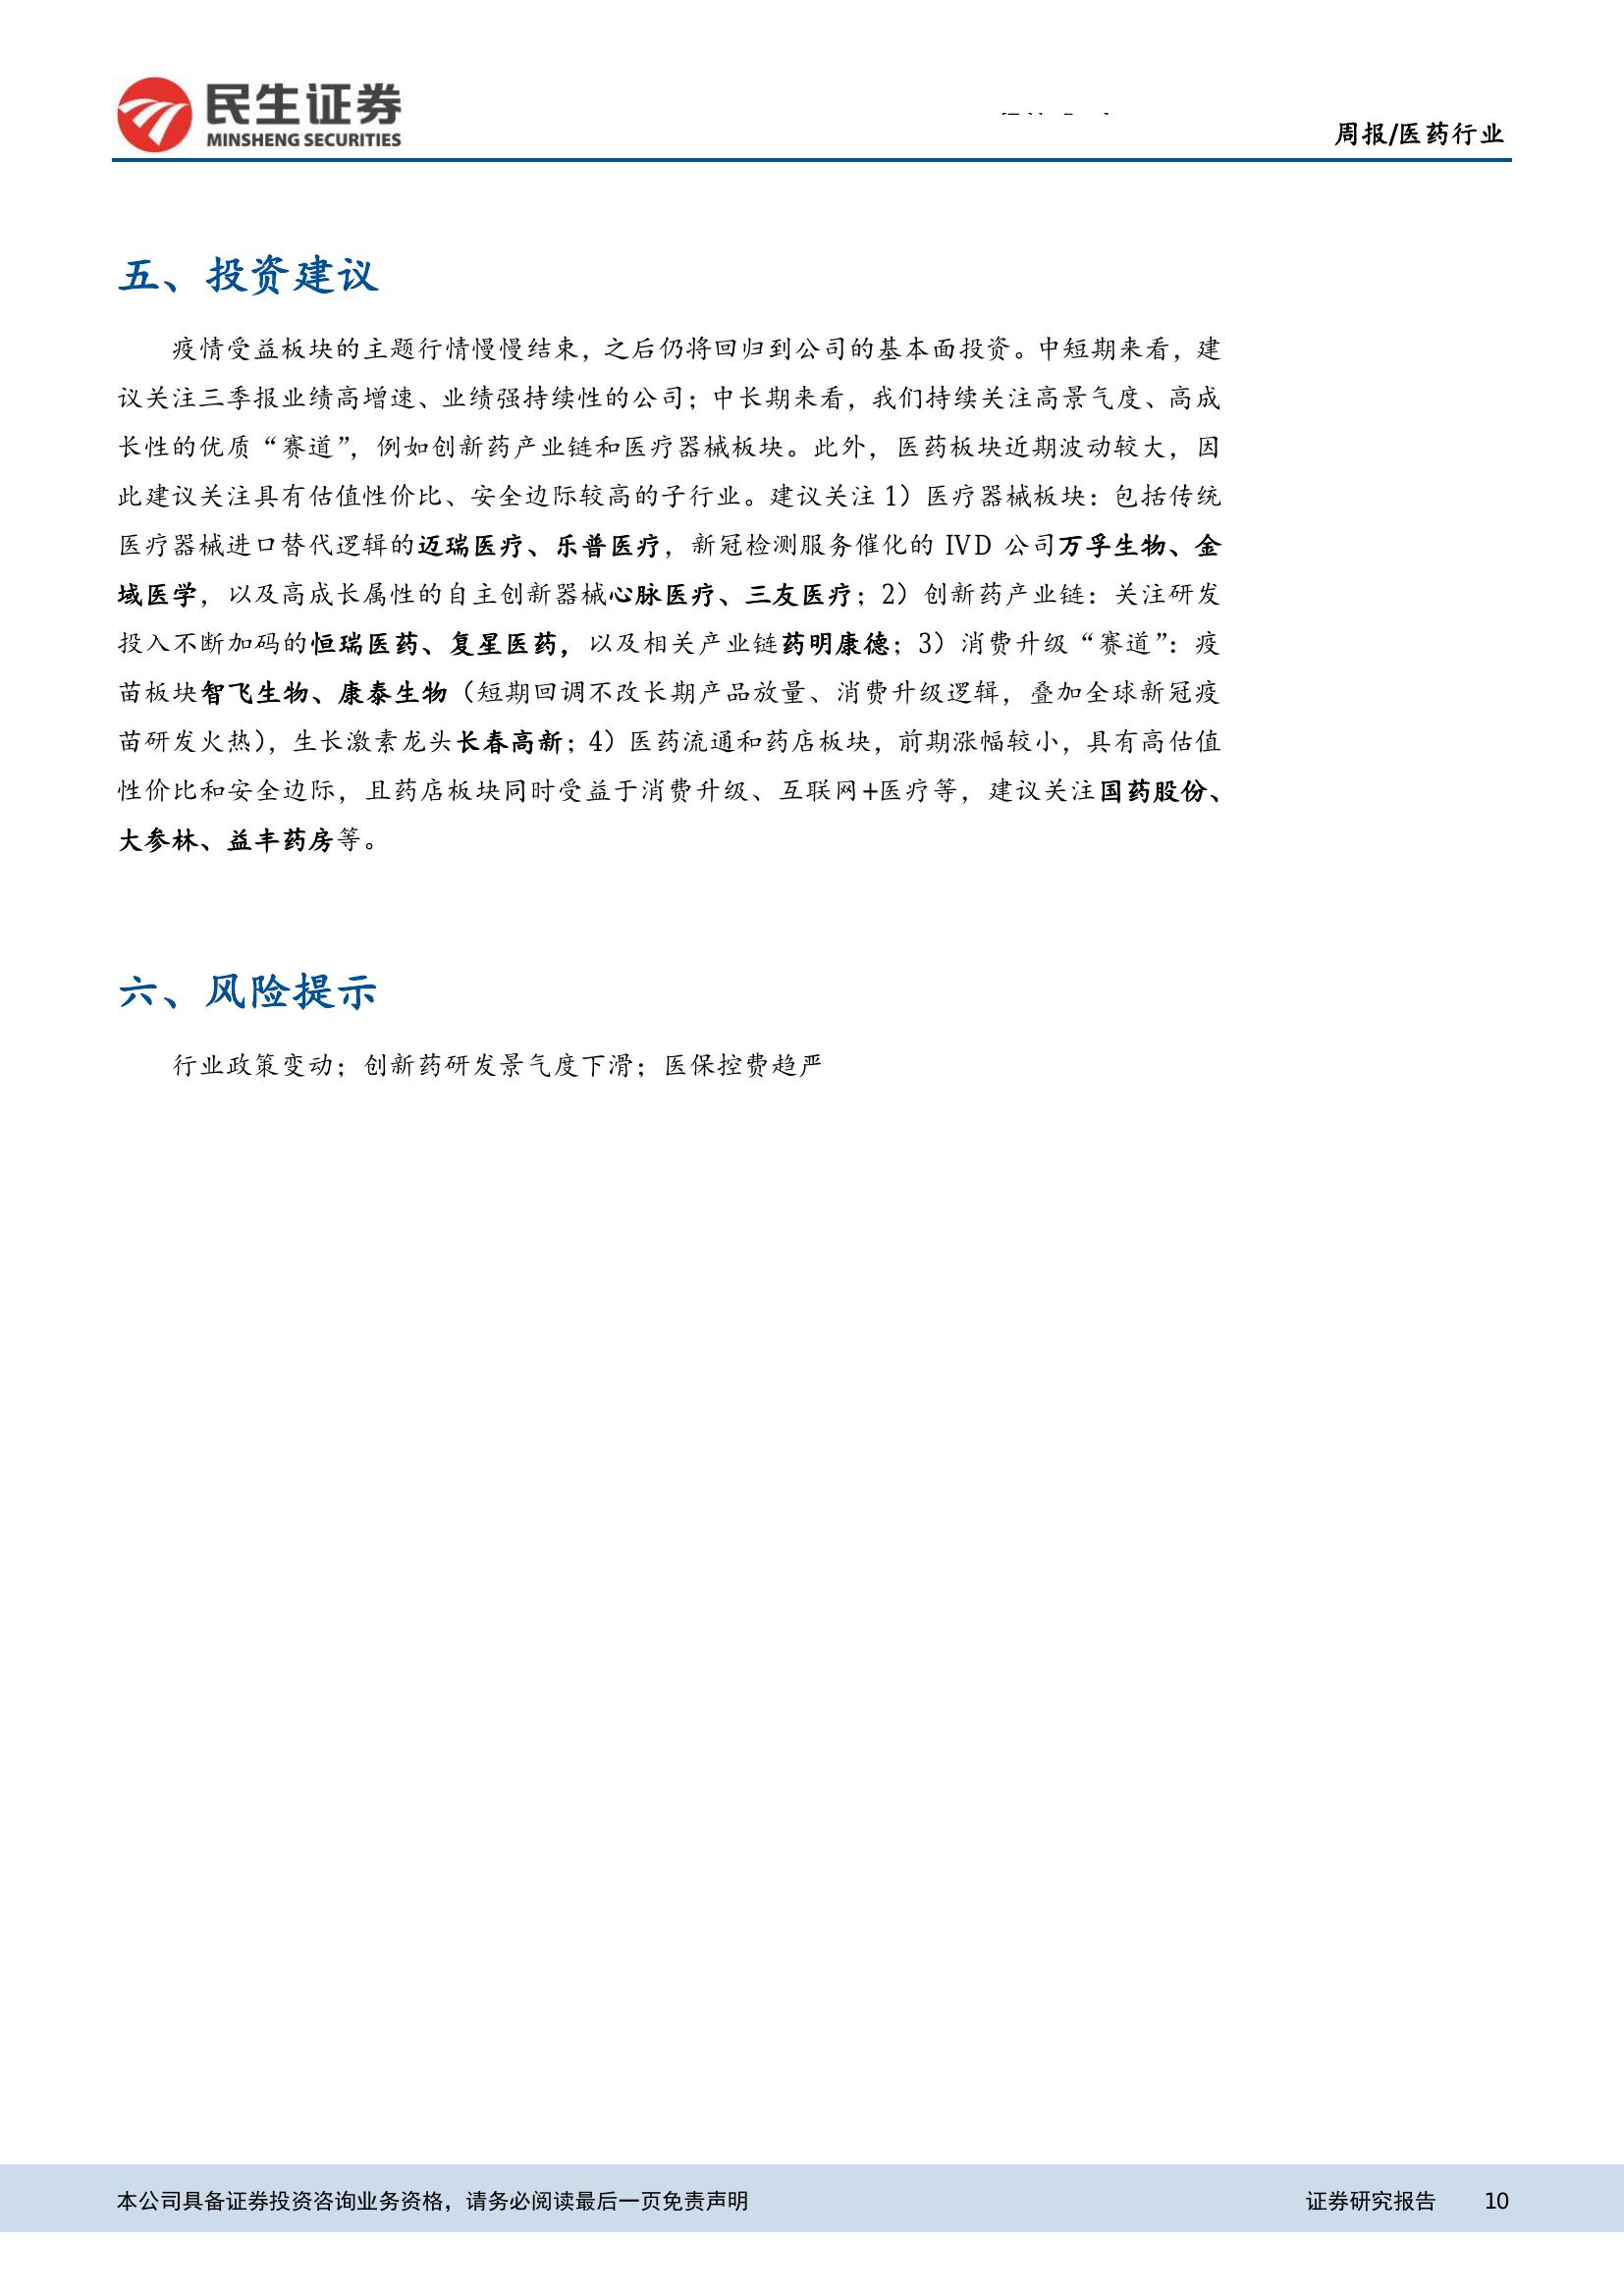 民生证券
MINSHENG SECURITIES
周报/医药行业
五、投资建议
疫情受益板块的主题行情慢慢结束，之后仍将回归到公司的基本面投资。中短期来看，建
议关注三季报业绩高增速、业绩强持续性的公司；中长期来看，我们持续关注高景气度、高成
长性的优质“赛道”，例如创新药产业链和医疗器械板块。此外，医药板块近期波动较大，因
此建议关注具有估值性价比、安全边际较高的子行业。建议关注 1）医疗器械板块：包括传统
医疗器械进口替代逻辑的迈瑞医疗、乐普医疗，新冠检测服务催化的 IVD 公司万孚生物、金
域医学，以及高成长属性的自主创新器械心脉医疗、三友医疗；2）创新药产业链：关注研发
投入不断加码的恒瑞医药、复星医药，以及相关产业链药明康德；3）消费升级“赛道”：疫
苗板块智飞生物、康泰生物（短期回调不改长期产品放量、消费升级逻辑，叠加全球新冠疫
苗研发火热），生长激素龙头长春高新；4）医药流通和药店板块，前期涨幅较小，具有高估值
性价比和安全边际，且药店板块同时受益于消费升级、互联网+医疗等，建议关注国药股份、
大参林、益丰药房等。
六、风险提示
行业政策变动；创新药研发景气度下滑；医保控费趋严
本公司具备证券投资咨询业务资格，请务必阅读最后一页免责声明
证券研究报告 10